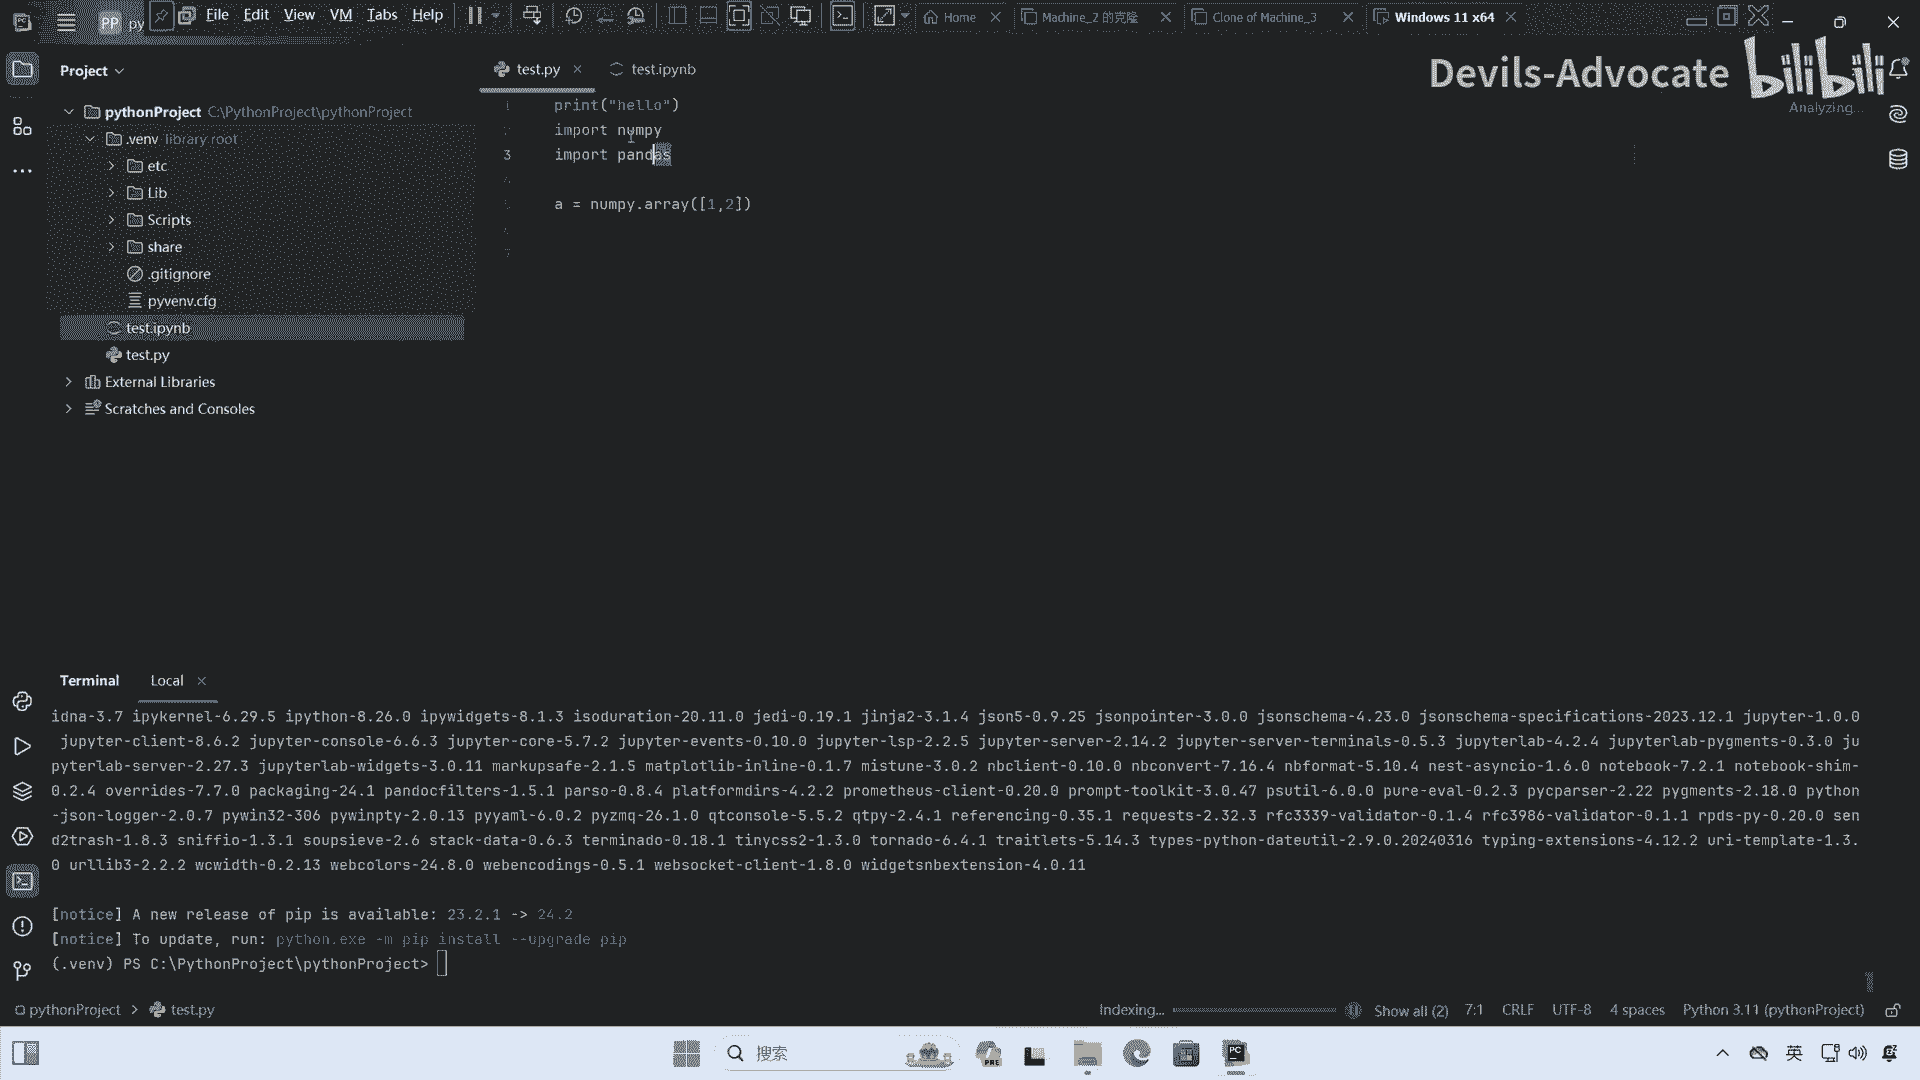 PP py File Edit View VM Tabs Help Home Machine_2 的克隆 Clone of Machine_3 Windows 11 x64
Project
test.py test.ipynb
Devils-Advocate bilibili
Analyzing...
pythonProject C:\PythonProject\pythonProject
.venv library root
etc
Lib
Scripts
share
.gitignore
pyvenv.cfg
test.ipynb
test.py
External Libraries
Scratches and Consoles
print("hello")
import numpy
3 import pandas
a = numpy.array([1,2])
7
Terminal Local
idna-3.7 ipykernel-6.29.5 ipython-8.26.0 ipywidgets-8.1.3 isoduration-20.11.0 jedi-0.19.1 jinja2-3.1.4 json5-0.9.25 jsonpointer-3.0.0 jsonschema-4.23.0 jsonschema-specifications-2023.12.1 jupyter-1.0.0
jupyter-client-8.6.2 jupyter-console-6.6.3 jupyter-core-5.7.2 jupyter-events-0.10.0 jupyter-lsp-2.2.5 jupyter-server-2.14.2 jupyter-server-terminals-0.5.3 jupyterlab-4.2.4 jupyterlab-pygments-0.3.0 ju
pyterlab-server-2.27.3 jupyterlab-widgets-3.0.11 markupsafe-2.1.5 matplotlib-inline-0.1.7 mistune-3.0.2 nbclient-0.10.0 nbconvert-7.16.4 nbformat-5.10.4 nest-asyncio-1.6.0 notebook-7.2.1 notebook-shim-
0.2.4 overrides-7.7.0 packaging-24.1 pandocfilters-1.5.1 parso-0.8.4 platformdirs-4.2.2 prometheus-client-0.20.0 prompt-toolkit-3.0.47 psutil-6.0.0 pure-eval-0.2.3 pycparser-2.22 pygments-2.18.0 python
-json-logger-2.0.7 pywin32-306 pywinpty-2.0.13 pyyaml-6.0.2 pyzmq-26.1.0 qtconsole-5.5.2 qtpy-2.4.1 referencing-0.35.1 requests-2.32.3 rfc3339-validator-0.1.4 rfc3986-validator-0.1.1 rpds-py-0.20.0 sen
d2trash-1.8.3 sniffio-1.3.1 soupsieve-2.6 stack-data-0.6.3 terminado-0.18.1 tinycss2-1.3.0 tornado-6.4.1 traitlets-5.14.3 types-python-dateutil-2.9.0.20240316 typing-extensions-4.12.2 uri-template-1.3.
0 urllib3-2.2.2 wcwidth-0.2.13 webcolors-24.8.0 webencodings-0.5.1 websocket-client-1.8.0 widgetsnbextension-4.0.11
[notice] A new release of pip is available: 23.2.1 -> 24.2
[notice] To update, run: python.exe -m pip install --upgrade pip
(.venv) PS C:\PythonProject\pythonProject>
pythonProject > test.py Indexing... Show all (2) 7:1 CRLF UTF-8 4 spaces Python 3.11 (pythonProject)
搜索 PRE PC 英